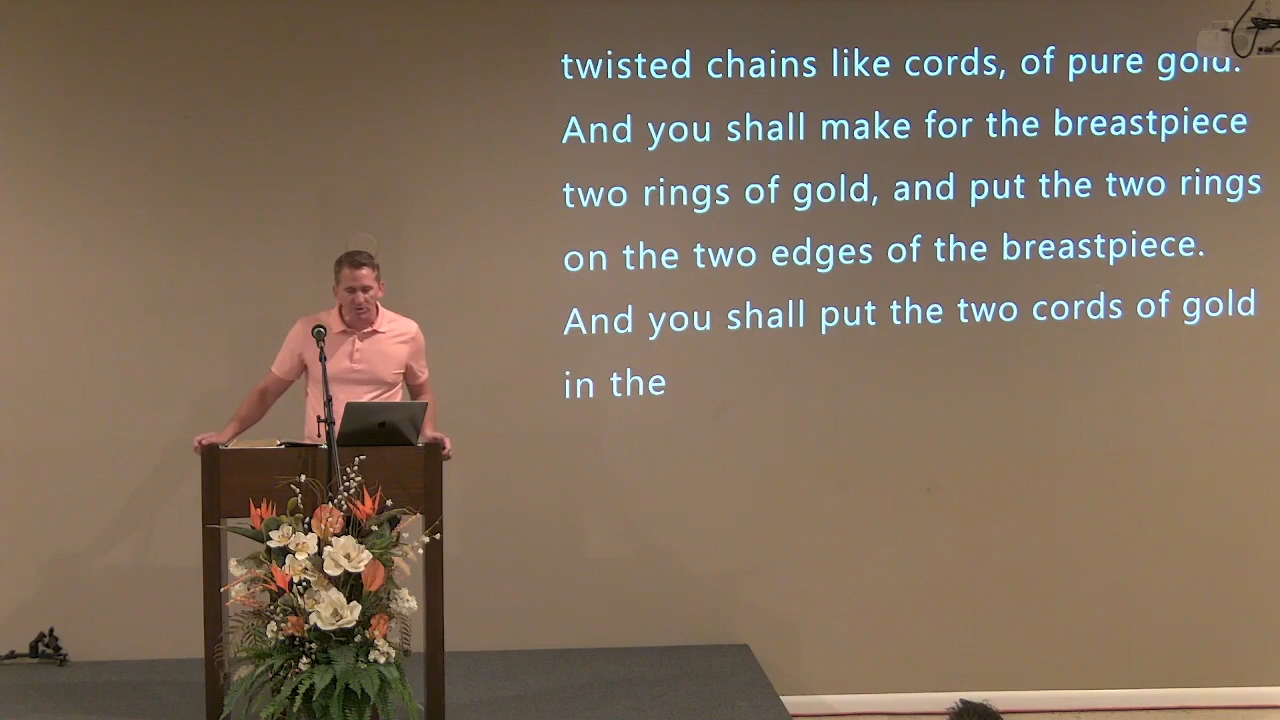 twisted chains like cords, of pure gold.
And you shall make for the breastpiece
two rings of gold, and put the two rings
on the two edges of the breastpiece.
And you shall put the two cords of gold
in the